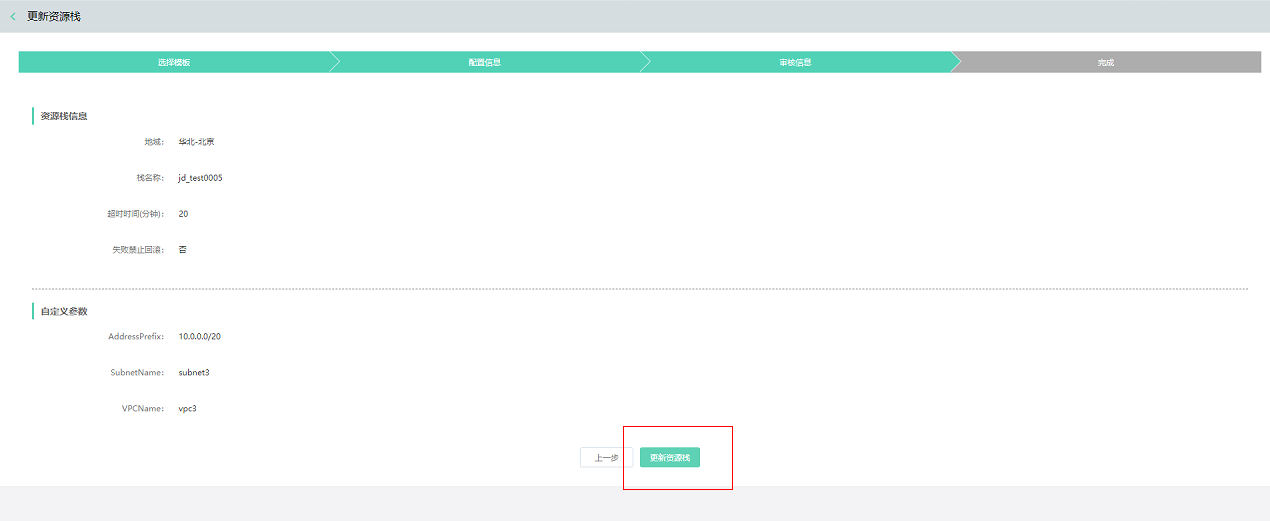 更新资源栈
选择模板 配置信息 审核信息 完成
资源栈信息
地域： 华北-北京
栈名称： jd_test0005
超时时间(分钟)： 20
失败禁止回滚： 否
自定义参数
AddressPrefix： 10.0.0.0/20
SubnetName： subnet3
VPCName： vpc3
上一步 更新资源栈